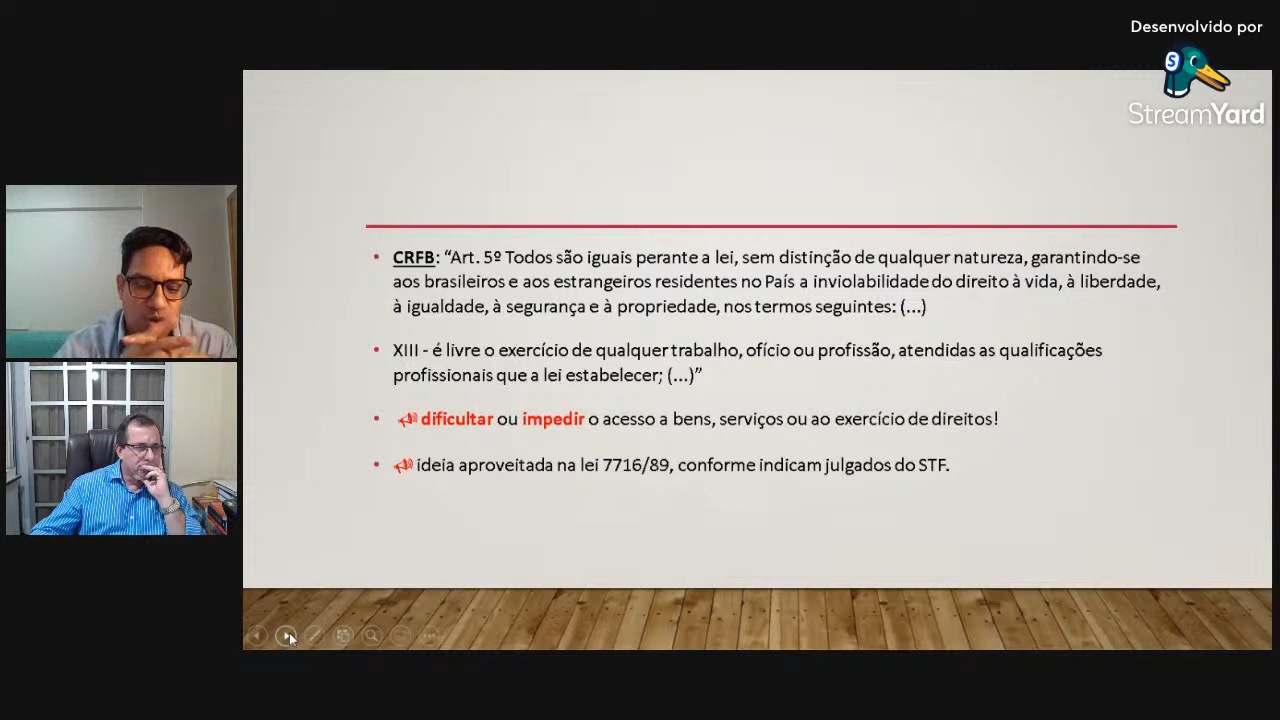 Desenvolvido por
S
StreamYard
CRFB: “Art. 5º Todos são iguais perante a lei, sem distinção de qualquer natureza, garantindo-se
aos brasileiros e aos estrangeiros residentes no País a inviolabilidade do direito à vida, à liberdade,
à igualdade, à segurança e à propriedade, nos termos seguintes: (...)
XIII - é livre o exercício de qualquer trabalho, ofício ou profissão, atendidas as qualificações
profissionais que a lei estabelecer; (...)”
dificultar ou impedir o acesso a bens, serviços ou ao exercício de direitos!
ideia aproveitada na lei 7716/89, conforme indicam julgados do STF.